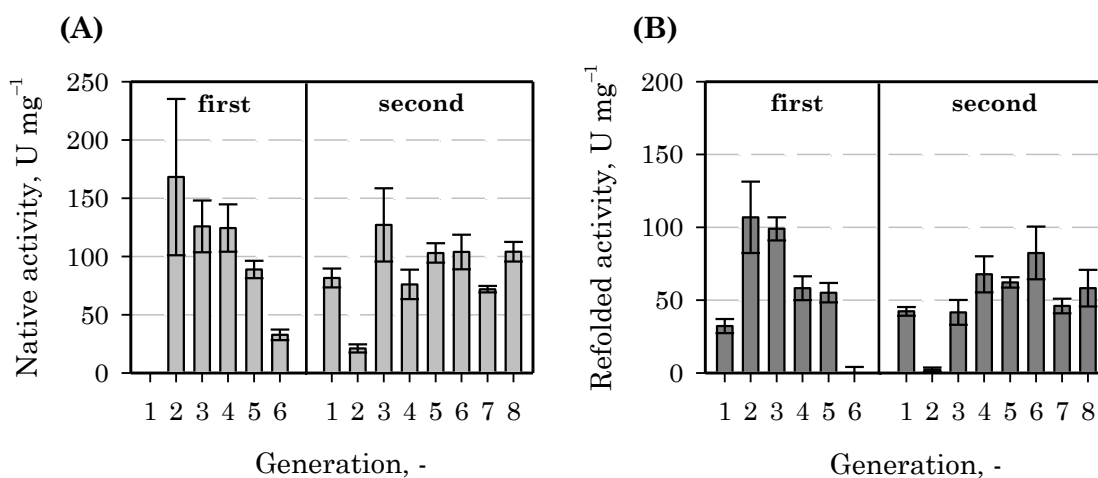 (A)
Native activity, U mg⁻¹
250
200
150
100
50
0
first
second
1 2 3 4 5 6 1 2 3 4 5 6 7 8
Generation, -
(B)
Refolded activity, U mg⁻¹
200
150
100
50
0
first
second
1 2 3 4 5 6 1 2 3 4 5 6 7 8
Generation, -